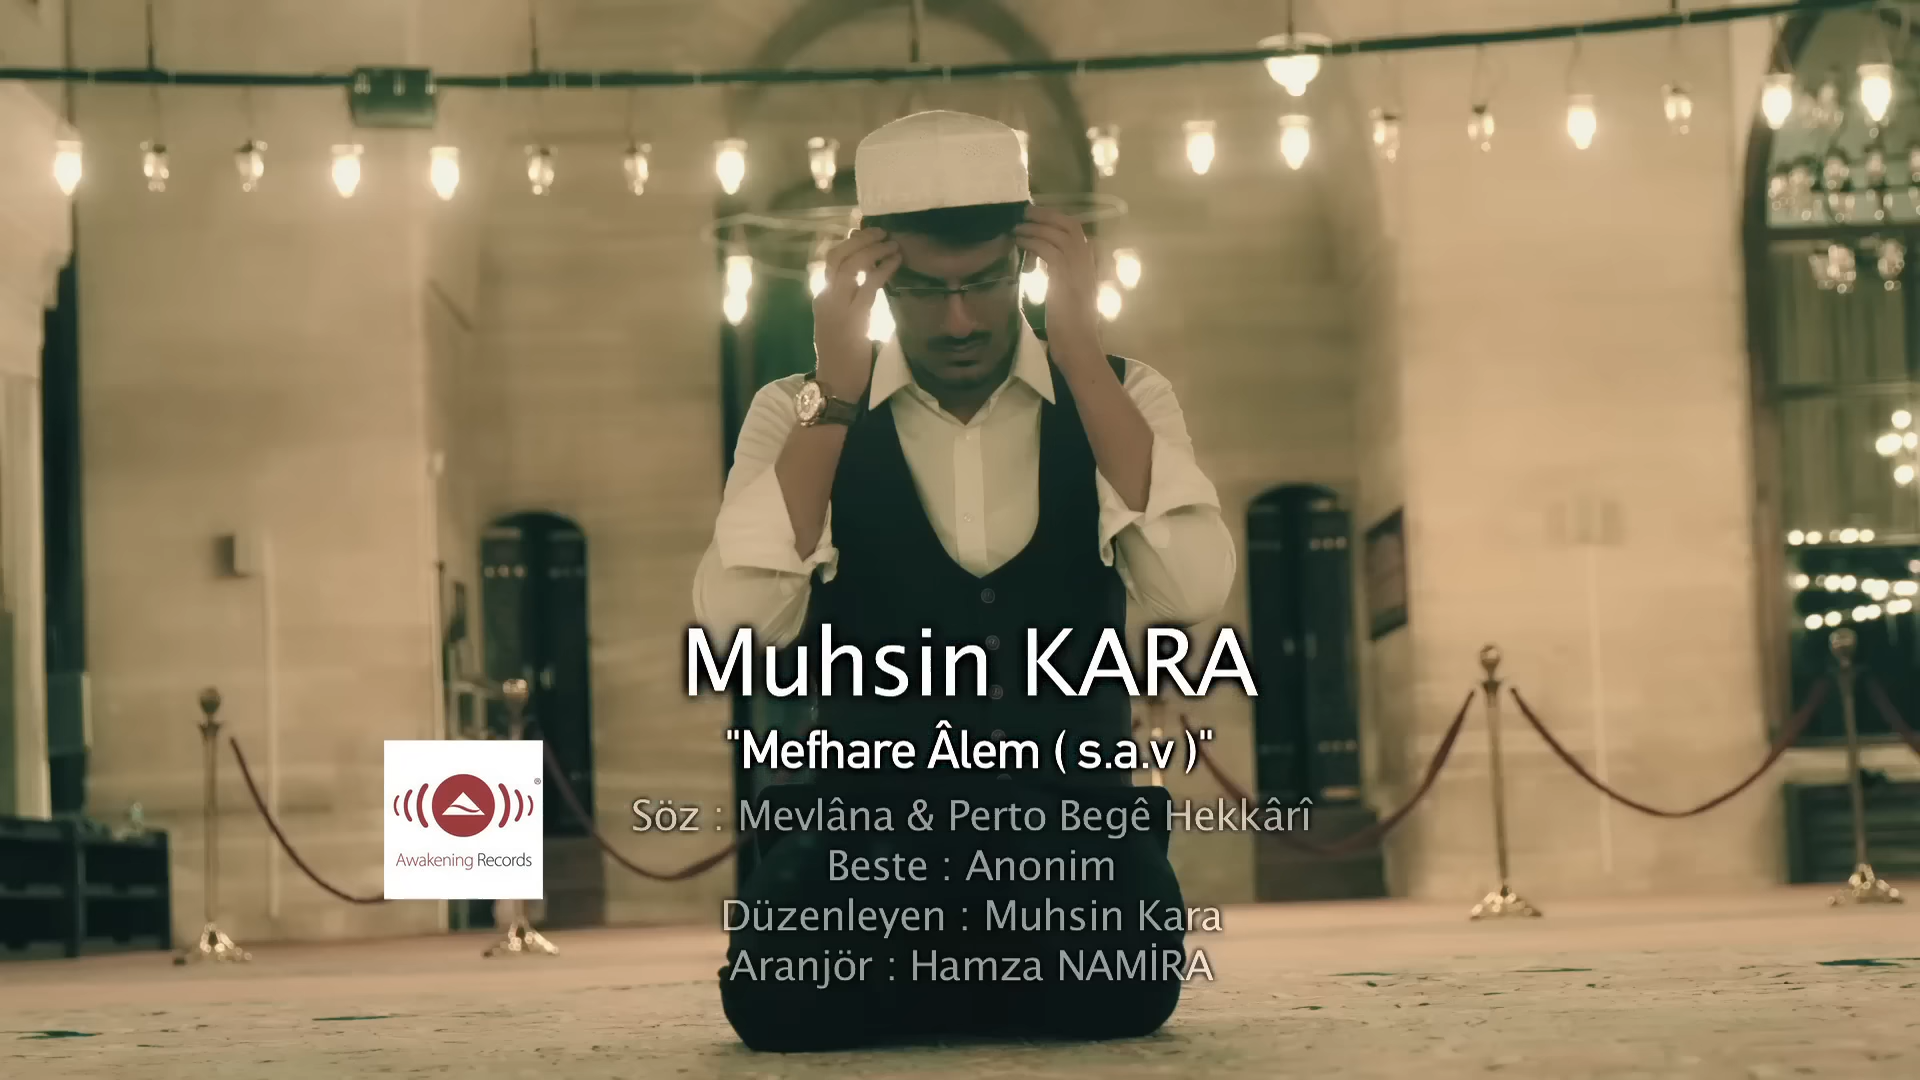 Muhsin KARA
"Mefhare Âlem ( s.a.v )"
Söz : Mevlâna & Perto Begê Hekkârî
Beste : Anonim
Düzenleyen : Muhsin Kara
Aranjör : Hamza NAMİRA
®
Awakening Records